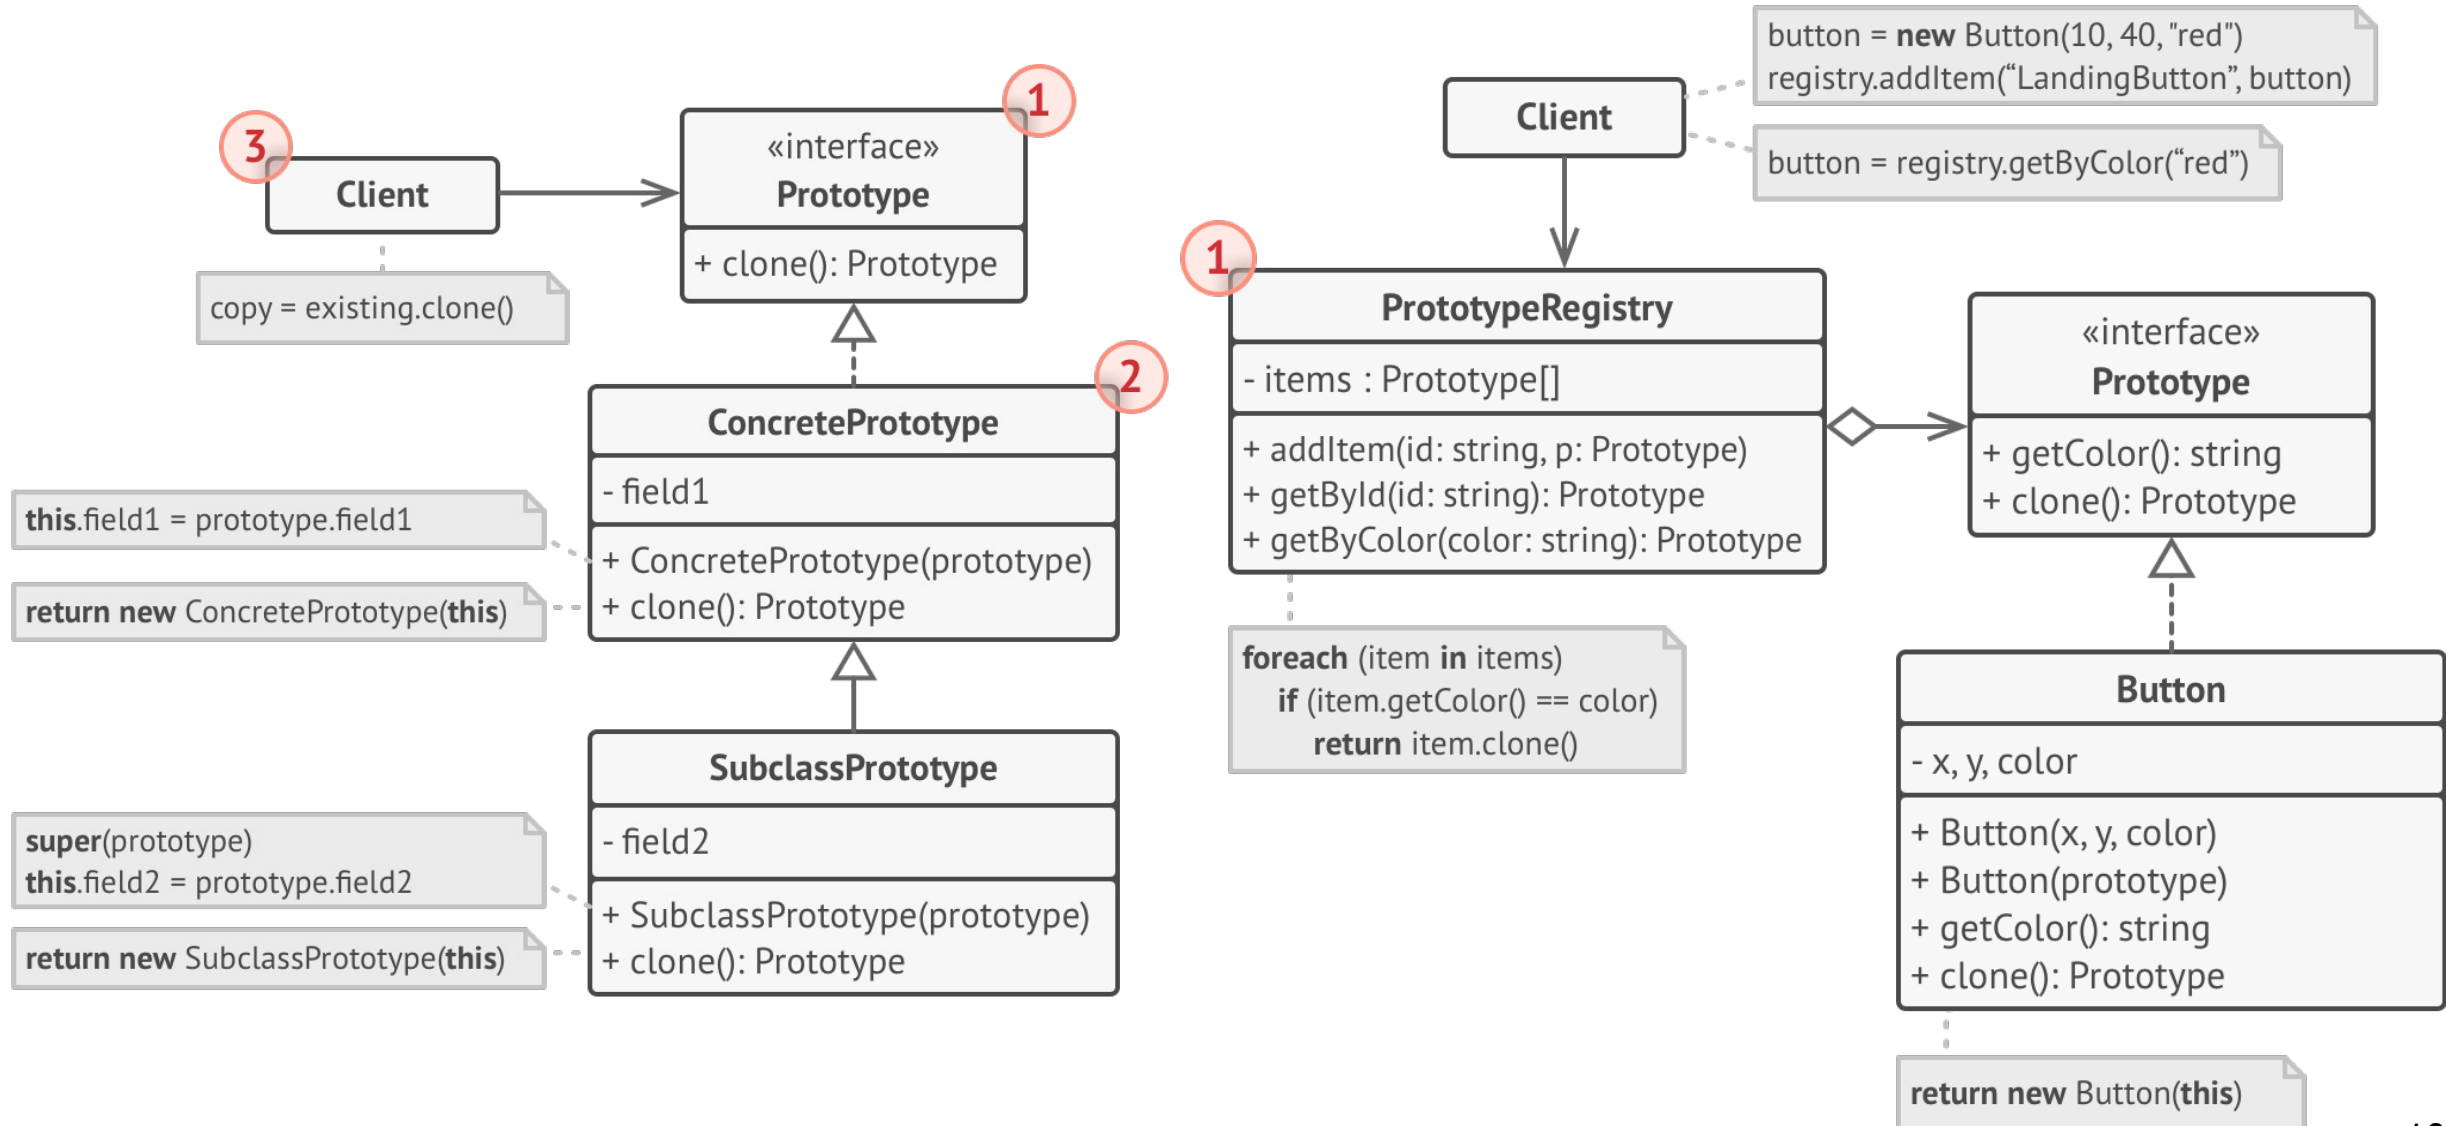 3
Client
copy = existing.clone()
1
«interface»
Prototype
+ clone(): Prototype
2
ConcretePrototype
- field1
+ ConcretePrototype(prototype)
+ clone(): Prototype
this.field1 = prototype.field1
return new ConcretePrototype(this)
SubclassPrototype
- field2
+ SubclassPrototype(prototype)
+ clone(): Prototype
super(prototype)
this.field2 = prototype.field2
return new SubclassPrototype(this)
Client
button = new Button(10, 40, "red")
registry.addItem(“LandingButton”, button)
button = registry.getByColor(“red”)
1
PrototypeRegistry
- items : Prototype[]
+ addItem(id: string, p: Prototype)
+ getById(id: string): Prototype
+ getByColor(color: string): Prototype
foreach (item in items)
if (item.getColor() == color)
return item.clone()
«interface»
Prototype
+ getColor(): string
+ clone(): Prototype
Button
- x, y, color
+ Button(x, y, color)
+ Button(prototype)
+ getColor(): string
+ clone(): Prototype
return new Button(this)